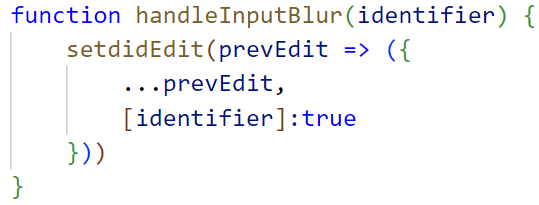 function handleInputBlur(identifier) {
    setdidEdit(prevEdit => ({
        ...prevEdit,
        [identifier]:true
    }))
}